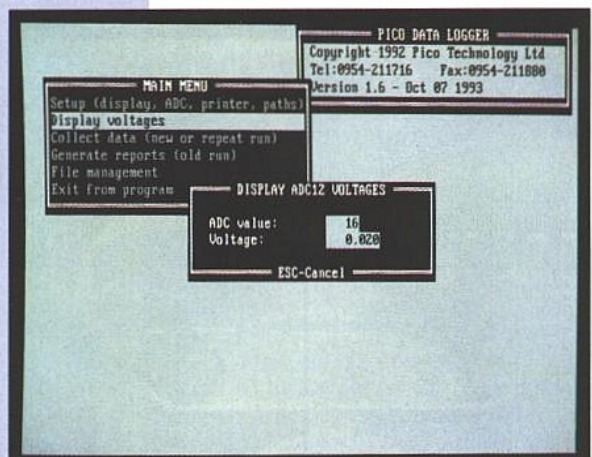 PICO DATA LOGGER
Copyright 1992 Pico Technology Ltd
Tel:0954-211716 Fax:0954-211880
Version 1.6 - Oct 07 1993
MAIN MENU
Setup (display, ADC, printer, paths)
Display voltages
Collect data (new or repeat run)
Generate reports (old run)
File management
Exit from program
DISPLAY ADC12 VOLTAGES
ADC value: 16
Voltage: 0.020
ESC-Cancel